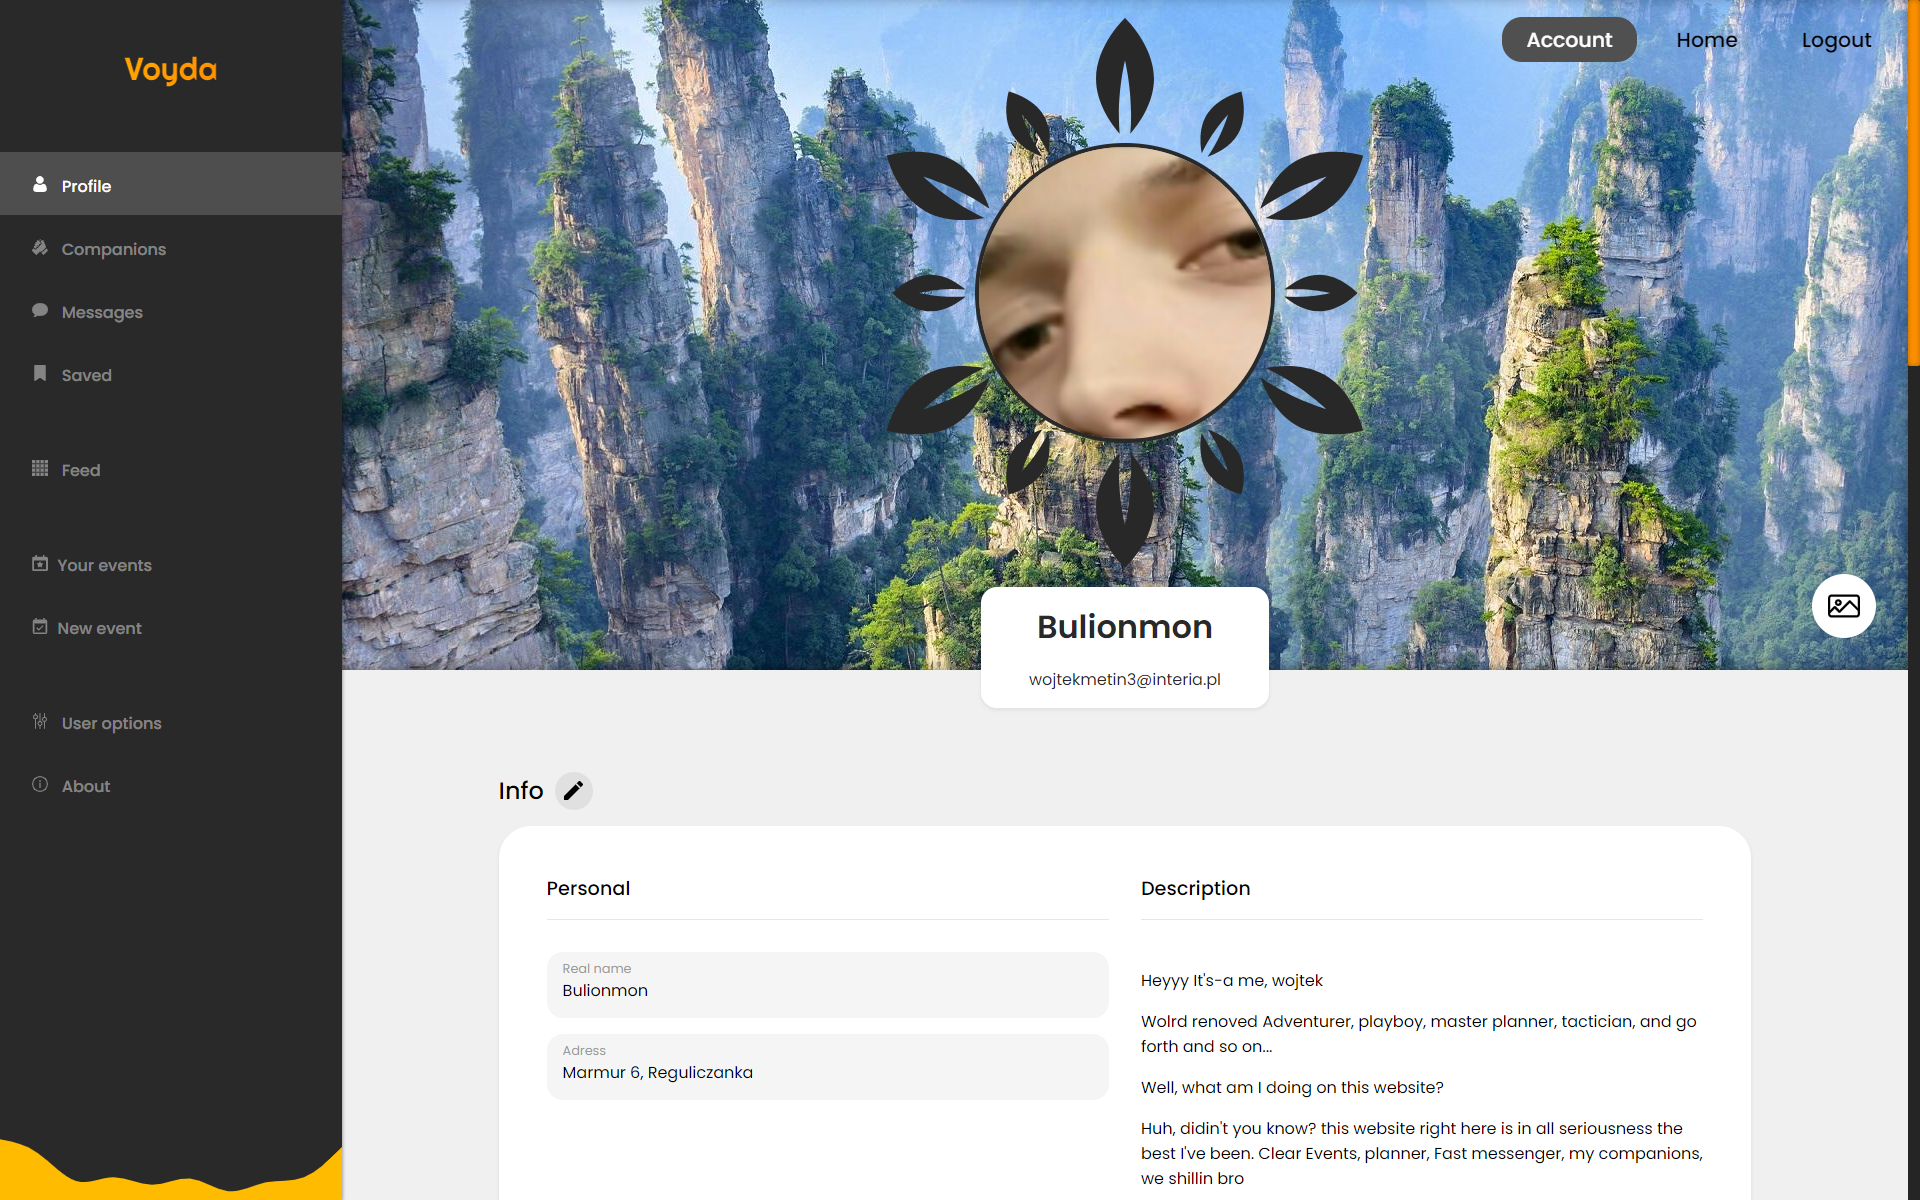 Voyda
Profile
Companions
Messages
Saved
Feed
Your events
New event
User options
About
Account
Home
Logout
Bulionmon
wojtekmetin3@interia.pl
Info
Personal
Real name
Bulionmon
Adress
Marmur 6, Reguliczanka
Description
Heyyy It's-a me, wojtek
Wolrd renoved Adventurer, playboy, master planner, tactician, and go
forth and so on...
Well, what am I doing on this website?
Huh, didin't you know? this website right here is in all seriousness the
best I've been. Clear Events, planner, Fast messenger, my companions,
we shillin bro